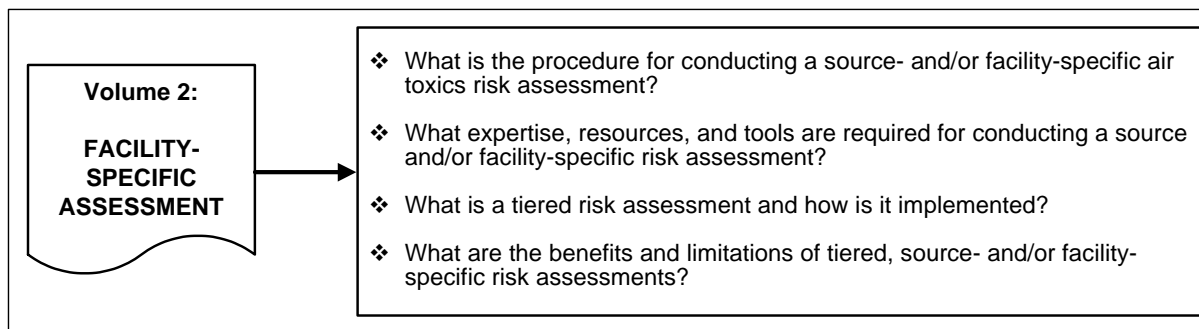 Volume 2:
FACILITY-
SPECIFIC
ASSESSMENT
❖ What is the procedure for conducting a source- and/or facility-specific air
toxics risk assessment?
❖ What expertise, resources, and tools are required for conducting a source
and/or facility-specific risk assessment?
❖ What is a tiered risk assessment and how is it implemented?
❖ What are the benefits and limitations of tiered, source- and/or facility-
specific risk assessments?